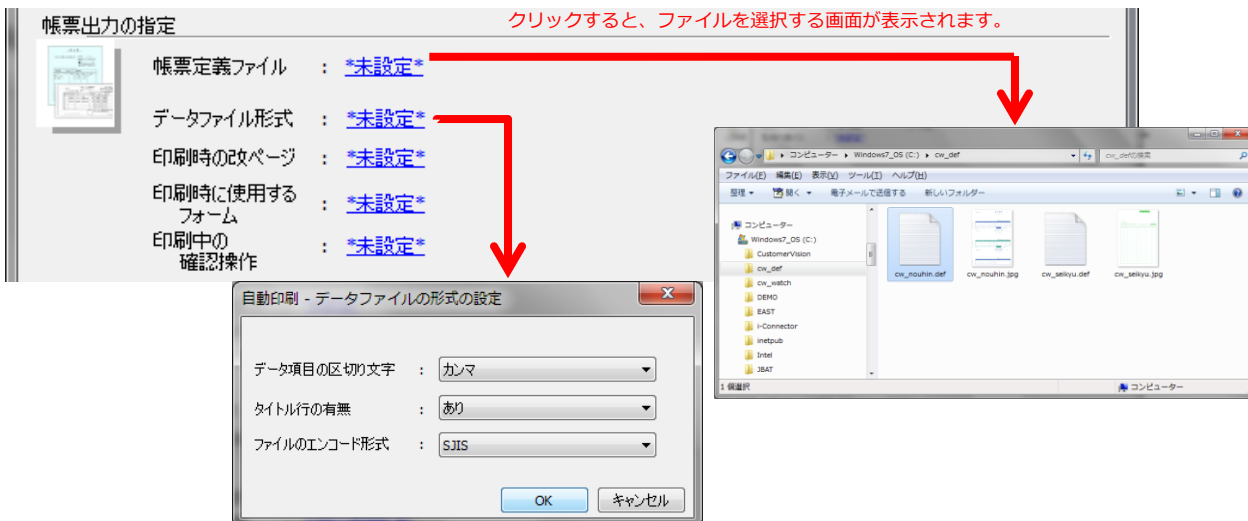 クリックすると、ファイルを選択する画面が表示されます。
帳票出力の指定
帳票定義ファイル : *未設定*
データファイル形式 : *未設定*
印刷時の改ページ : *未設定*
印刷時に使用する
フォーム : *未設定*
印刷中の
確認操作 : *未設定*
自動印刷 - データファイルの形式の設定
データ項目の区切り文字 : カンマ
タイトル行の有無 : あり
ファイルのエンコード形式 : SJIS
OK キャンセル
コンピューター Windows7_OS (C:) cw_def cw_defの検索
ファイル(F) 編集(E) 表示(V) ツール(T) ヘルプ(H)
整理 開く 電子メールで送信する 新しいフォルダー
コンピューター
Windows7_OS (C:)
CustomerVision
cw_def
cw_watch
DEMO
EAST
i-Connector
inetpub
Intel
JBAT
cw_nouhin.def cw_nouhin.jpg cw_seikyu.def cw_seikyu.jpg
1 個選択 コンピューター